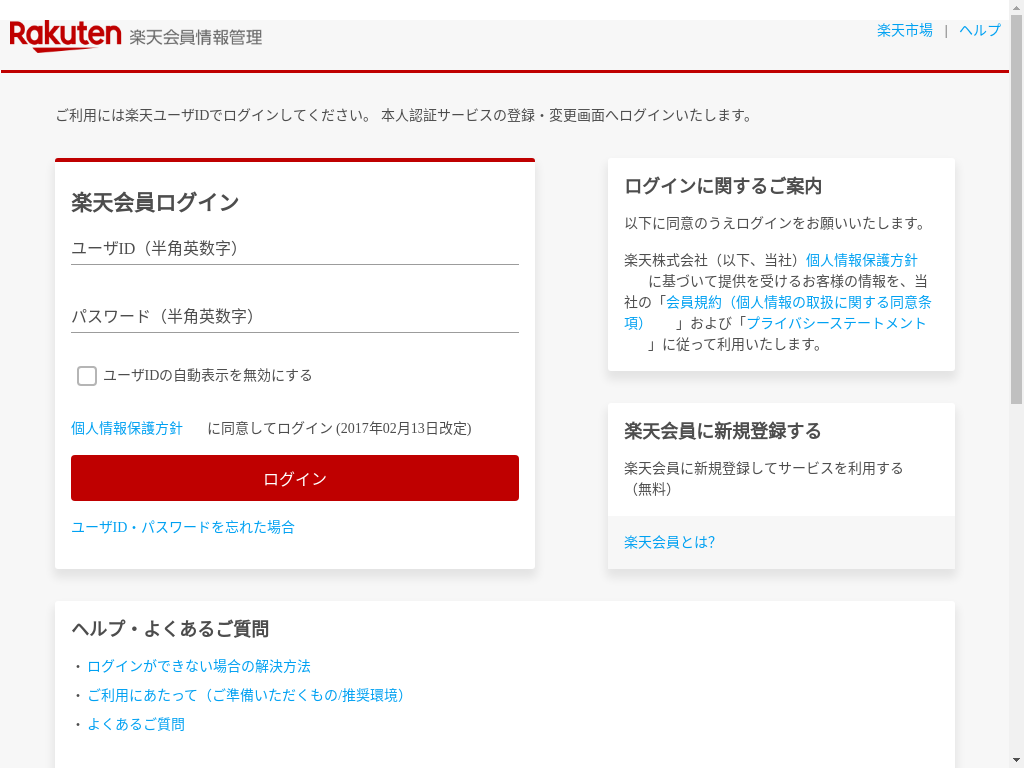 Rakuten 楽天会員情報管理
楽天市場 | ヘルプ
ご利用には楽天ユーザIDでログインしてください。 本人認証サービスの登録・変更画面へログインいたします。
楽天会員ログイン
ユーザID（半角英数字）
パスワード（半角英数字）
ユーザIDの自動表示を無効にする
個人情報保護方針 に同意してログイン (2017年02月13日改定)
ログイン
ユーザID・パスワードを忘れた場合
ログインに関するご案内
以下に同意のうえログインをお願いいたします。
楽天株式会社（以下、当社）個人情報保護方針
に基づいて提供を受けるお客様の情報を、当
社の「会員規約（個人情報の取扱に関する同意条
項） 」および「プライバシーステートメント
」に従って利用いたします。
楽天会員に新規登録する
楽天会員に新規登録してサービスを利用する
（無料）
楽天会員とは?
ヘルプ・よくあるご質問
・ログインができない場合の解決方法
・ご利用にあたって（ご準備いただくもの/推奨環境）
・よくあるご質問